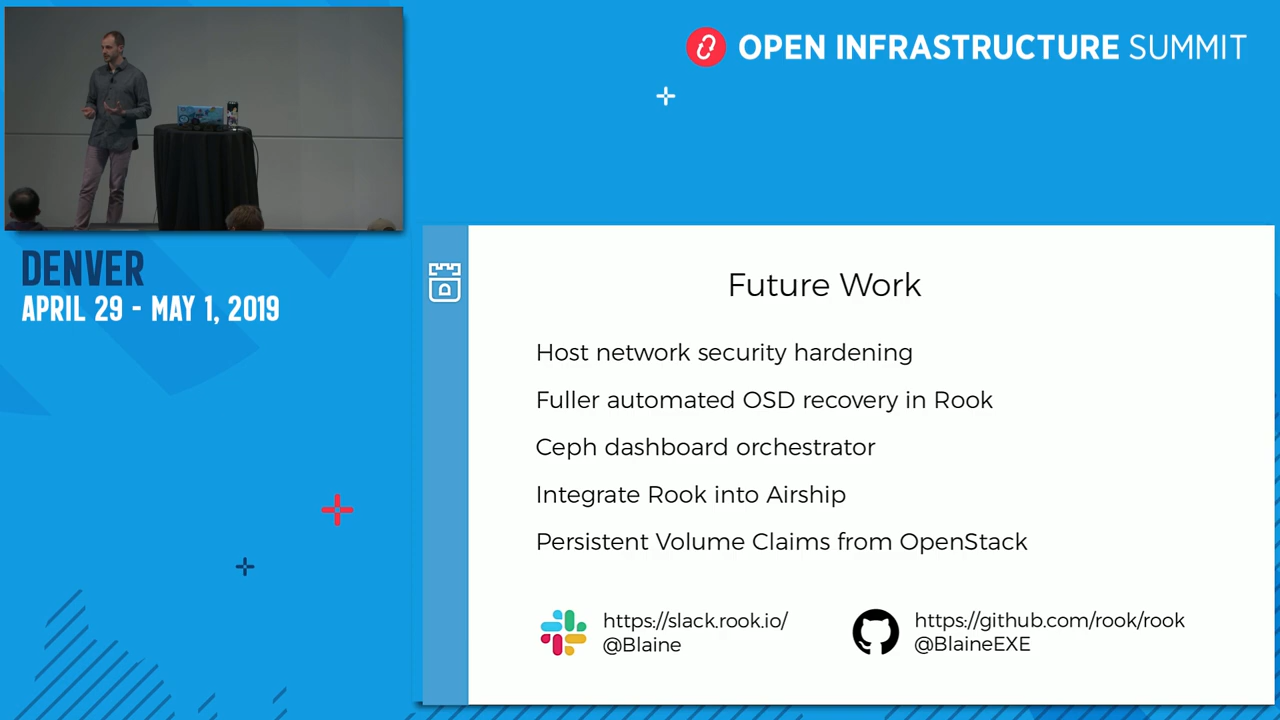 OPEN INFRASTRUCTURE SUMMIT
DENVER
APRIL 29 - MAY 1, 2019
Future Work
Host network security hardening
Fuller automated OSD recovery in Rook
Ceph dashboard orchestrator
Integrate Rook into Airship
Persistent Volume Claims from OpenStack
https://slack.rook.io/
@Blaine
https://github.com/rook/rook
@BlaineEXE